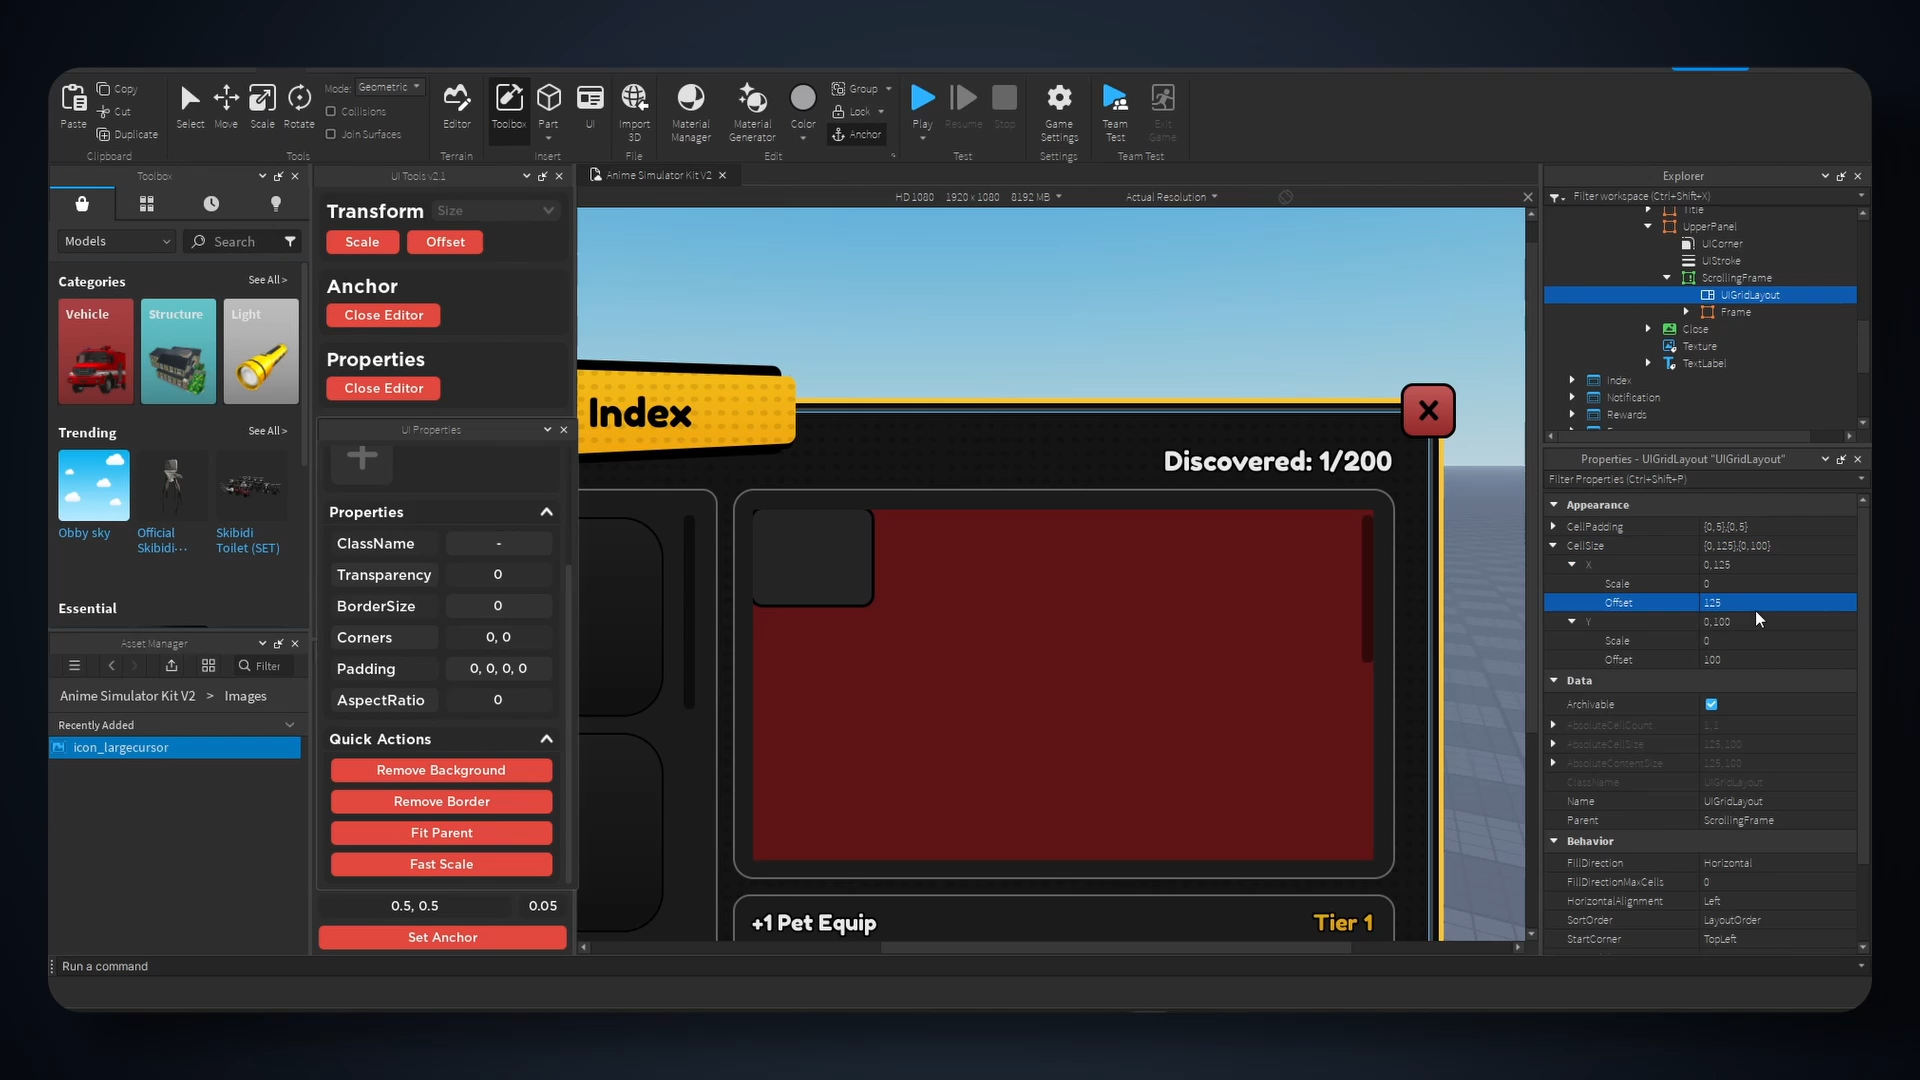 Paste
Copy
Cut
Duplicate
Clipboard
Select
Move
Scale
Rotate
Mode:
Geometric
Collisions
Join Surfaces
Tools
Editor
Terrain
Toolbox
Part
UI
Insert
Import
3D
File
Material
Manager
Material
Generator
Color
Group
Lock
Anchor
Edit
Play
Resume
Stop
Test
Game
Settings
Settings
Team
Test
Exit
Game
Team Test
Toolbox
Models
Search
Categories
See All >
Vehicle
Structure
Light
Trending
See All >
Obby sky
Official
Skibidi...
Skibidi
Toilet (SET)
Essential
Asset Manager
Filter
Anime Simulator Kit V2 > Images
Recently Added
icon_largecursor
UI Tools v2.1
Transform
Size
Scale
Offset
Anchor
Close Editor
Properties
Close Editor
UI Properties
+
Properties
ClassName
-
Transparency
0
BorderSize
0
Corners
0, 0
Padding
0, 0, 0, 0
AspectRatio
0
Quick Actions
Remove Background
Remove Border
Fit Parent
Fast Scale
0.5, 0.5
0.05
Set Anchor
Anime Simulator Kit V2
HD 1080 1920 x 1080 8192 MB
Actual Resolution
Index
X
Discovered: 1/200
+1 Pet Equip
Tier 1
Explorer
Filter workspace (Ctrl+Shift+X)
Title
UpperPanel
UICorner
UIStroke
ScrollingFrame
UIGridLayout
Frame
Close
Texture
TextLabel
Index
Notification
Rewards
Properties - UIGridLayout "UIGridLayout"
Filter Properties (Ctrl+Shift+P)
Appearance
CellPadding
{0, 5},{0, 5}
CellSize
{0, 125},{0, 100}
X
0, 125
Scale
0
Offset
125
Y
0, 100
Scale
0
Offset
100
Data
Archivable
AbsoluteCellCount
1, 1
AbsoluteCellSize
125, 100
AbsoluteContentSize
125, 100
ClassName
UIGridLayout
Name
UIGridLayout
Parent
ScrollingFrame
Behavior
FillDirection
Horizontal
FillDirectionMaxCells
0
HorizontalAlignment
Left
SortOrder
LayoutOrder
StartCorner
TopLeft
Run a command